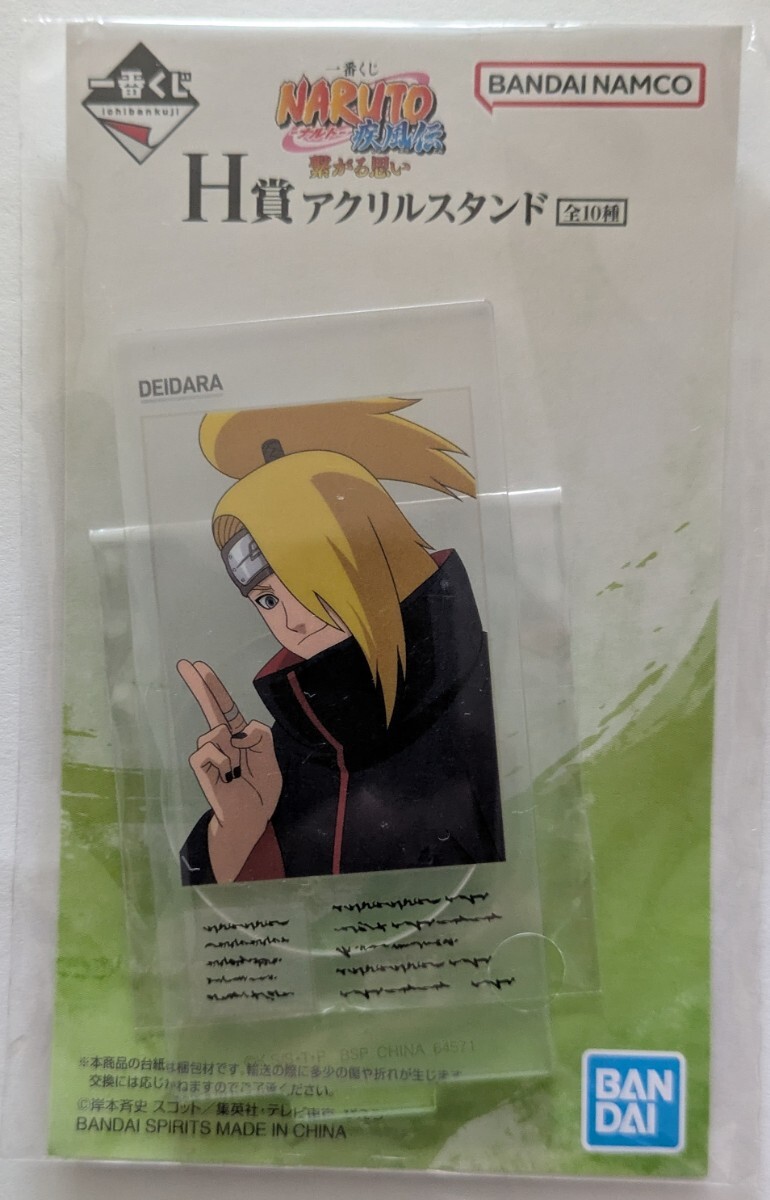 一番くじ
ichibankuji
一番くじ
NARUTO
ーナルトー
疾風伝
繋がる思い
BANDAI NAMCO
H賞 アクリルスタンド 全10種
DEIDARA
BSP CHINA 64571
※本商品の台紙は梱包材です。輸送の際に多少の傷や折れが生じます
交換には応じかねますのでご了承ください。
©岸本斉史 スコット／集英社・テレビ東京
BANDAI SPIRITS MADE IN CHINA
BAN
DAI